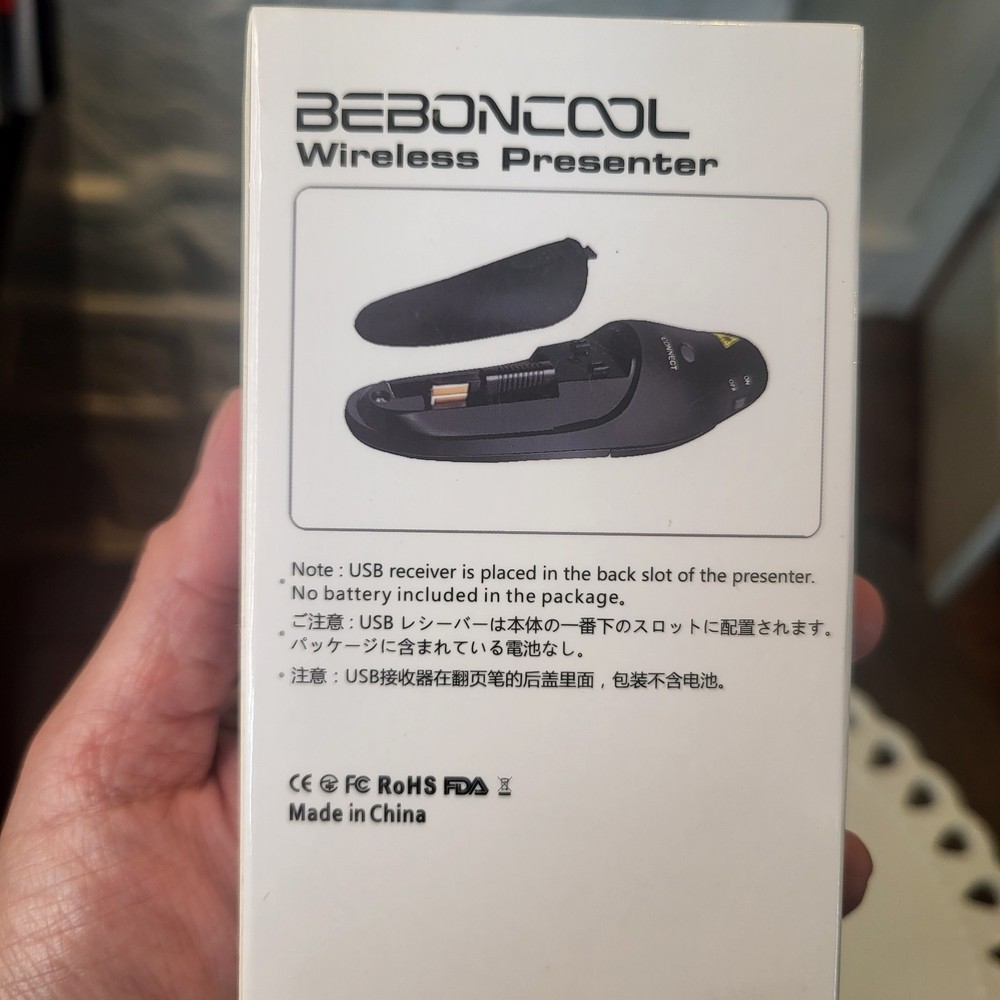 BEBONCOOL
Wireless Presenter
CONNECT
ON
OFF
Note : USB receiver is placed in the back slot of the presenter.
No battery included in the package。
ご注意 : USB レシーバーは本体の一番下のスロットに配置されます。
パッケージに含まれている電池なし。
注意 : USB接收器在翻页笔的后盖里面 , 包装不含电池。
CE FC RoHS FDA
Made in China